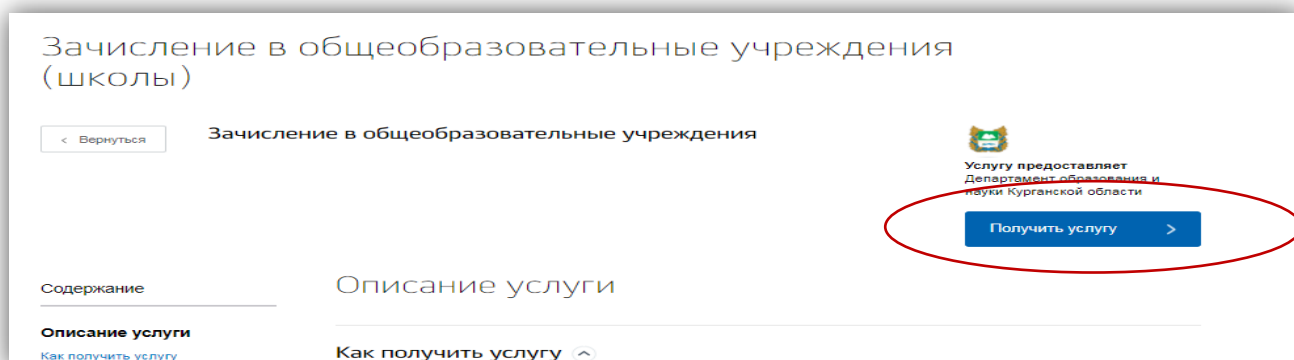 Зачисление в общеобразовательные учреждения
(школы)
< Вернуться
Зачисление в общеобразовательные учреждения
Услугу предоставляет
Департамент образования и
науки Курганской области
Получить услугу >
Содержание
Описание услуги
Описание услуги
Как получить услугу
Как получить услугу